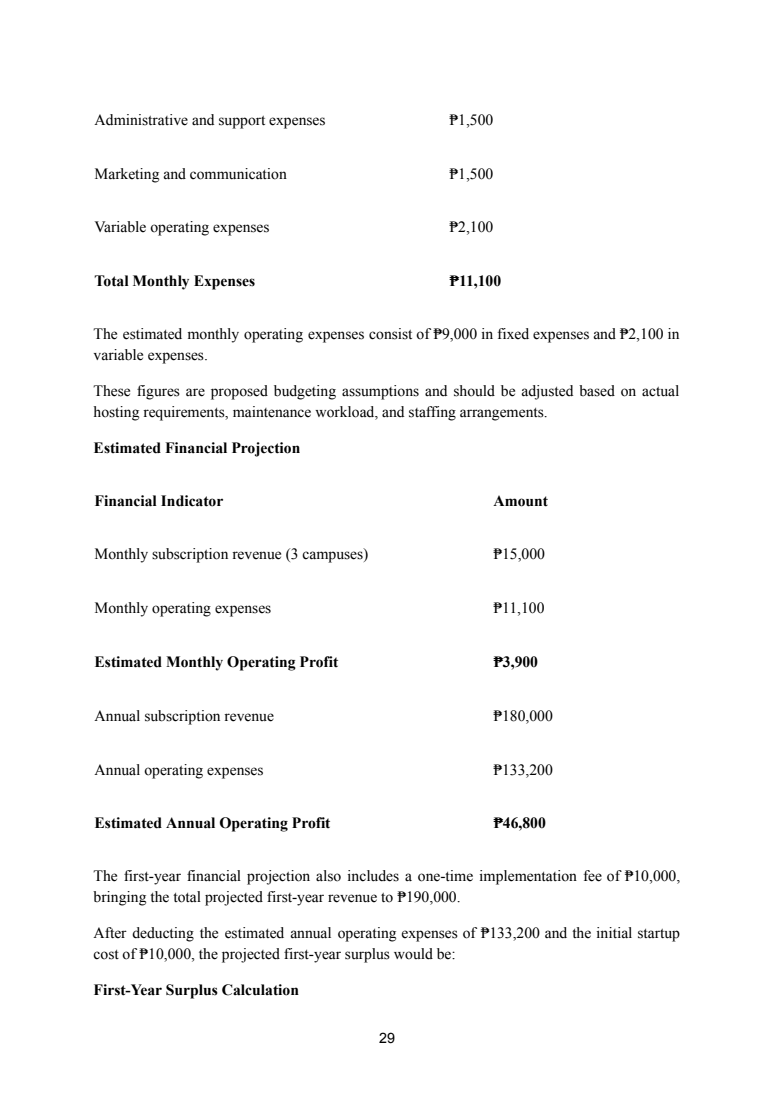 Administrative and support expenses ₱1,500
Marketing and communication ₱1,500
Variable operating expenses ₱2,100
Total Monthly Expenses ₱11,100
The estimated monthly operating expenses consist of ₱9,000 in fixed expenses and ₱2,100 in
variable expenses.
These figures are proposed budgeting assumptions and should be adjusted based on actual
hosting requirements, maintenance workload, and staffing arrangements.
Estimated Financial Projection
Financial Indicator Amount
Monthly subscription revenue (3 campuses) ₱15,000
Monthly operating expenses ₱11,100
Estimated Monthly Operating Profit ₱3,900
Annual subscription revenue ₱180,000
Annual operating expenses ₱133,200
Estimated Annual Operating Profit ₱46,800
The first-year financial projection also includes a one-time implementation fee of ₱10,000,
bringing the total projected first-year revenue to ₱190,000.
After deducting the estimated annual operating expenses of ₱133,200 and the initial startup
cost of ₱10,000, the projected first-year surplus would be:
First-Year Surplus Calculation
29